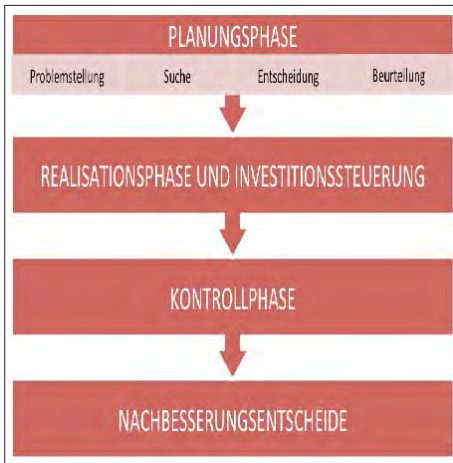 PLANUNGSPHASE
Problemstellung Suche Entscheidung Beurteilung
REALISATIONSPHASE UND INVESTITIONSSTEUERUNG
KONTROLLPHASE
NACHBESSERUNGSENTSCHEIDE